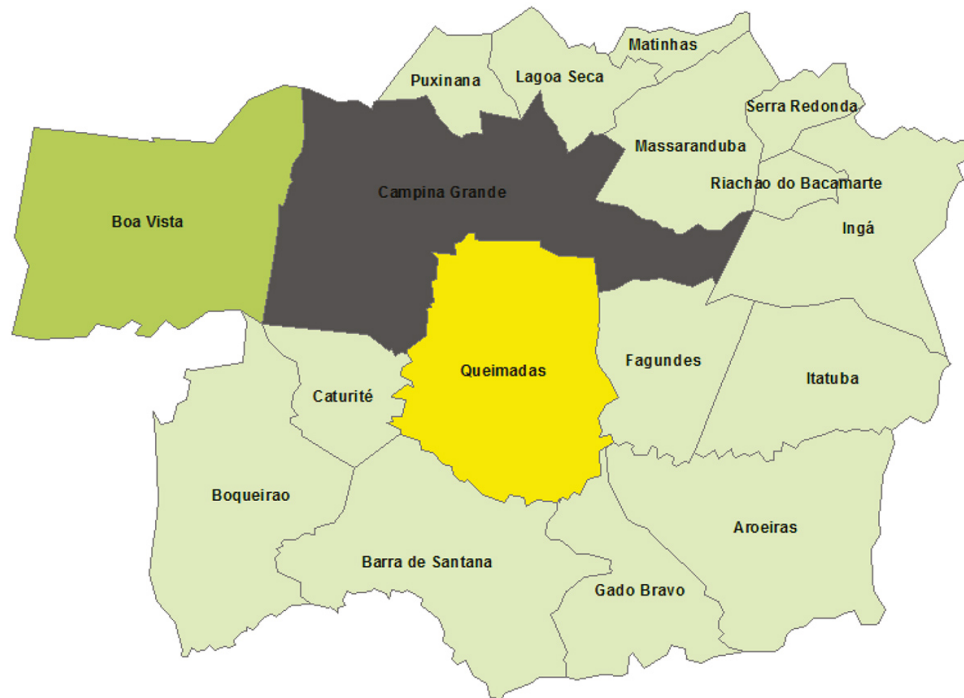 Matinhas
Puxinana
Lagoa Seca
Serra Redonda
Massaranduba
Riachao do Bacamarte
Campina Grande
Boa Vista
Ingá
Queimadas
Fagundes
Itatuba
Caturité
Boqueirao
Aroeiras
Barra de Santana
Gado Bravo